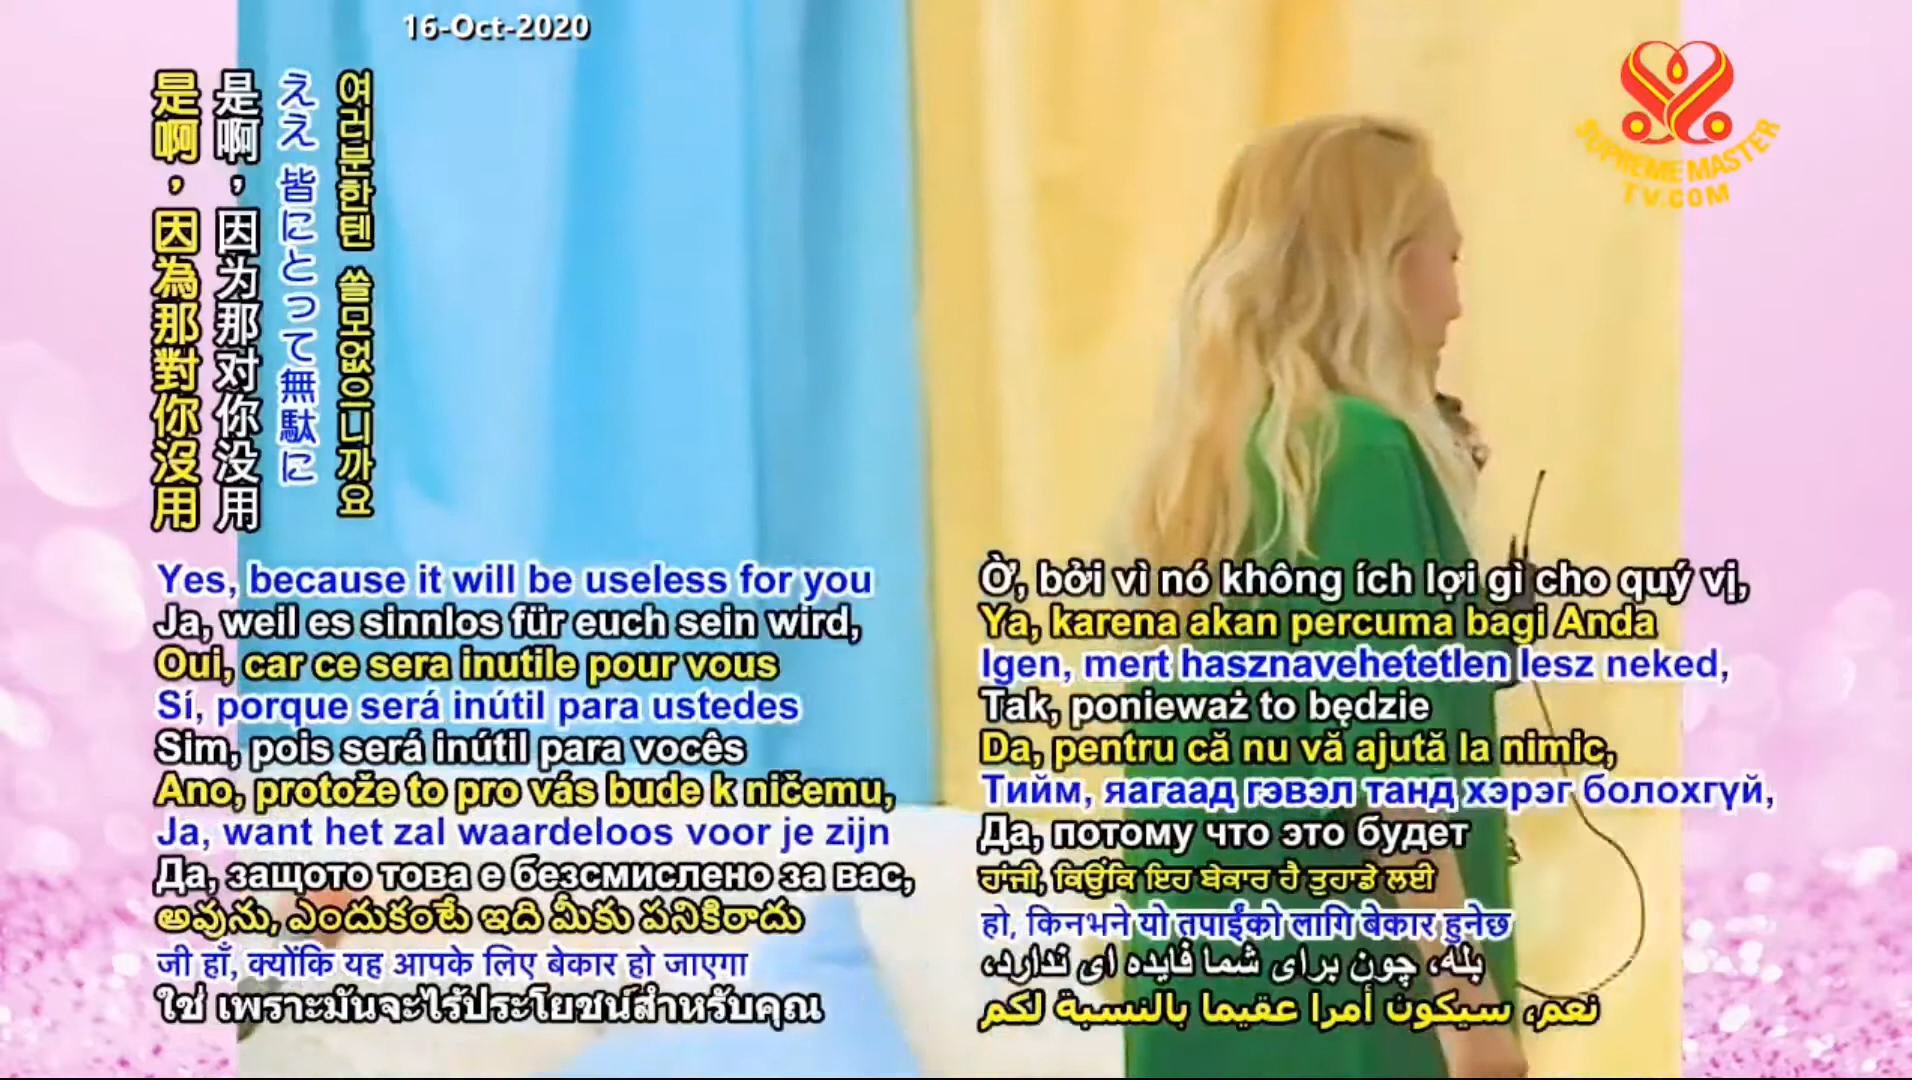 16-Oct-2020
SUPREME MASTER
TV.COM
是啊，因為那對你沒用
是啊，因为那对你没用
ええ 皆にとって無駄に
여러분한텐 쓸모없으니까요
Yes, because it will be useless for you
Ja, weil es sinnlos für euch sein wird,
Oui, car ce sera inutile pour vous
Sí, porque será inútil para ustedes
Sim, pois será inútil para vocês
Ano, protože to pro vás bude k ničemu,
Ja, want het zal waardeloos voor je zijn
Да, защото това е безсмислено за вас,
అవును, ఎందుకంటే ఇది మీకు పనికిరాదు
जी हाँ, क्योंकि यह आपके लिए बेकार हो जाएगा
ใช่ เพราะมันจะไร้ประโยชน์สำหรับคุณ
Ờ, bởi vì nó không ích lợi gì cho quý vị,
Ya, karena akan percuma bagi Anda
Igen, mert hasznavehetetlen lesz neked,
Tak, ponieważ to będzie
Da, pentru că nu vă ajută la nimic,
Тийм, яагаад гэвэл танд хэрэг болохгүй,
Да, потому что это будет
ਹਾਂਜੀ, ਕਿਉਂਕਿ ਇਹ ਬੇਕਾਰ ਹੈ ਤੁਹਾਡੇ ਲਈ
हो, किनभने यो तपाईंको लागि बेकार हुनेछ
بله، چون برای شما فایده ای ندارد،
نعم، سيكون أمرا عقيما بالنسبة لكم